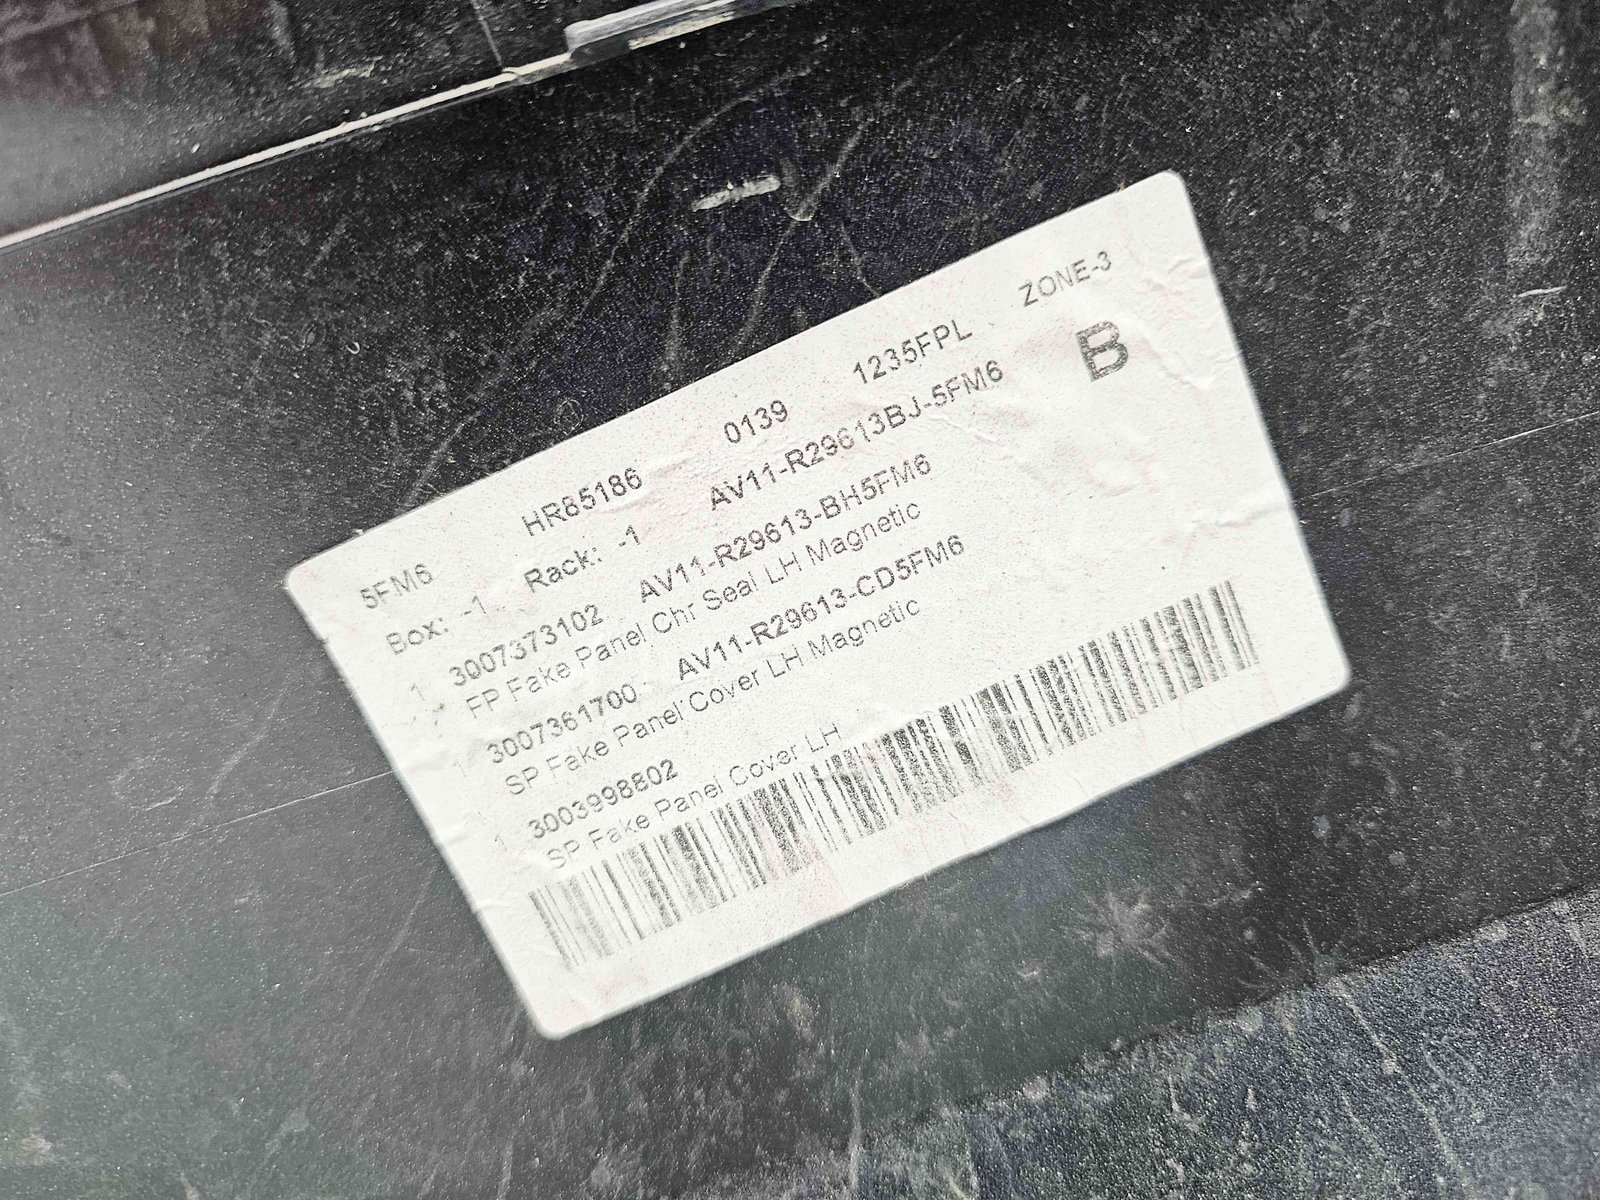 5FM6 HR85186 0139 1235FPL ZONE-3
Box: -1 Rack: -1 AV11-R29613BJ-5FM6 B
1 3007373102 AV11-R29613-BH5FM6
FP Fake Panel Chr Seal LH Magnetic
1 3007361700 AV11-R29613-CD5FM6
SP Fake Panel Cover LH Magnetic
1 3003998802
SP Fake Panel Cover LH